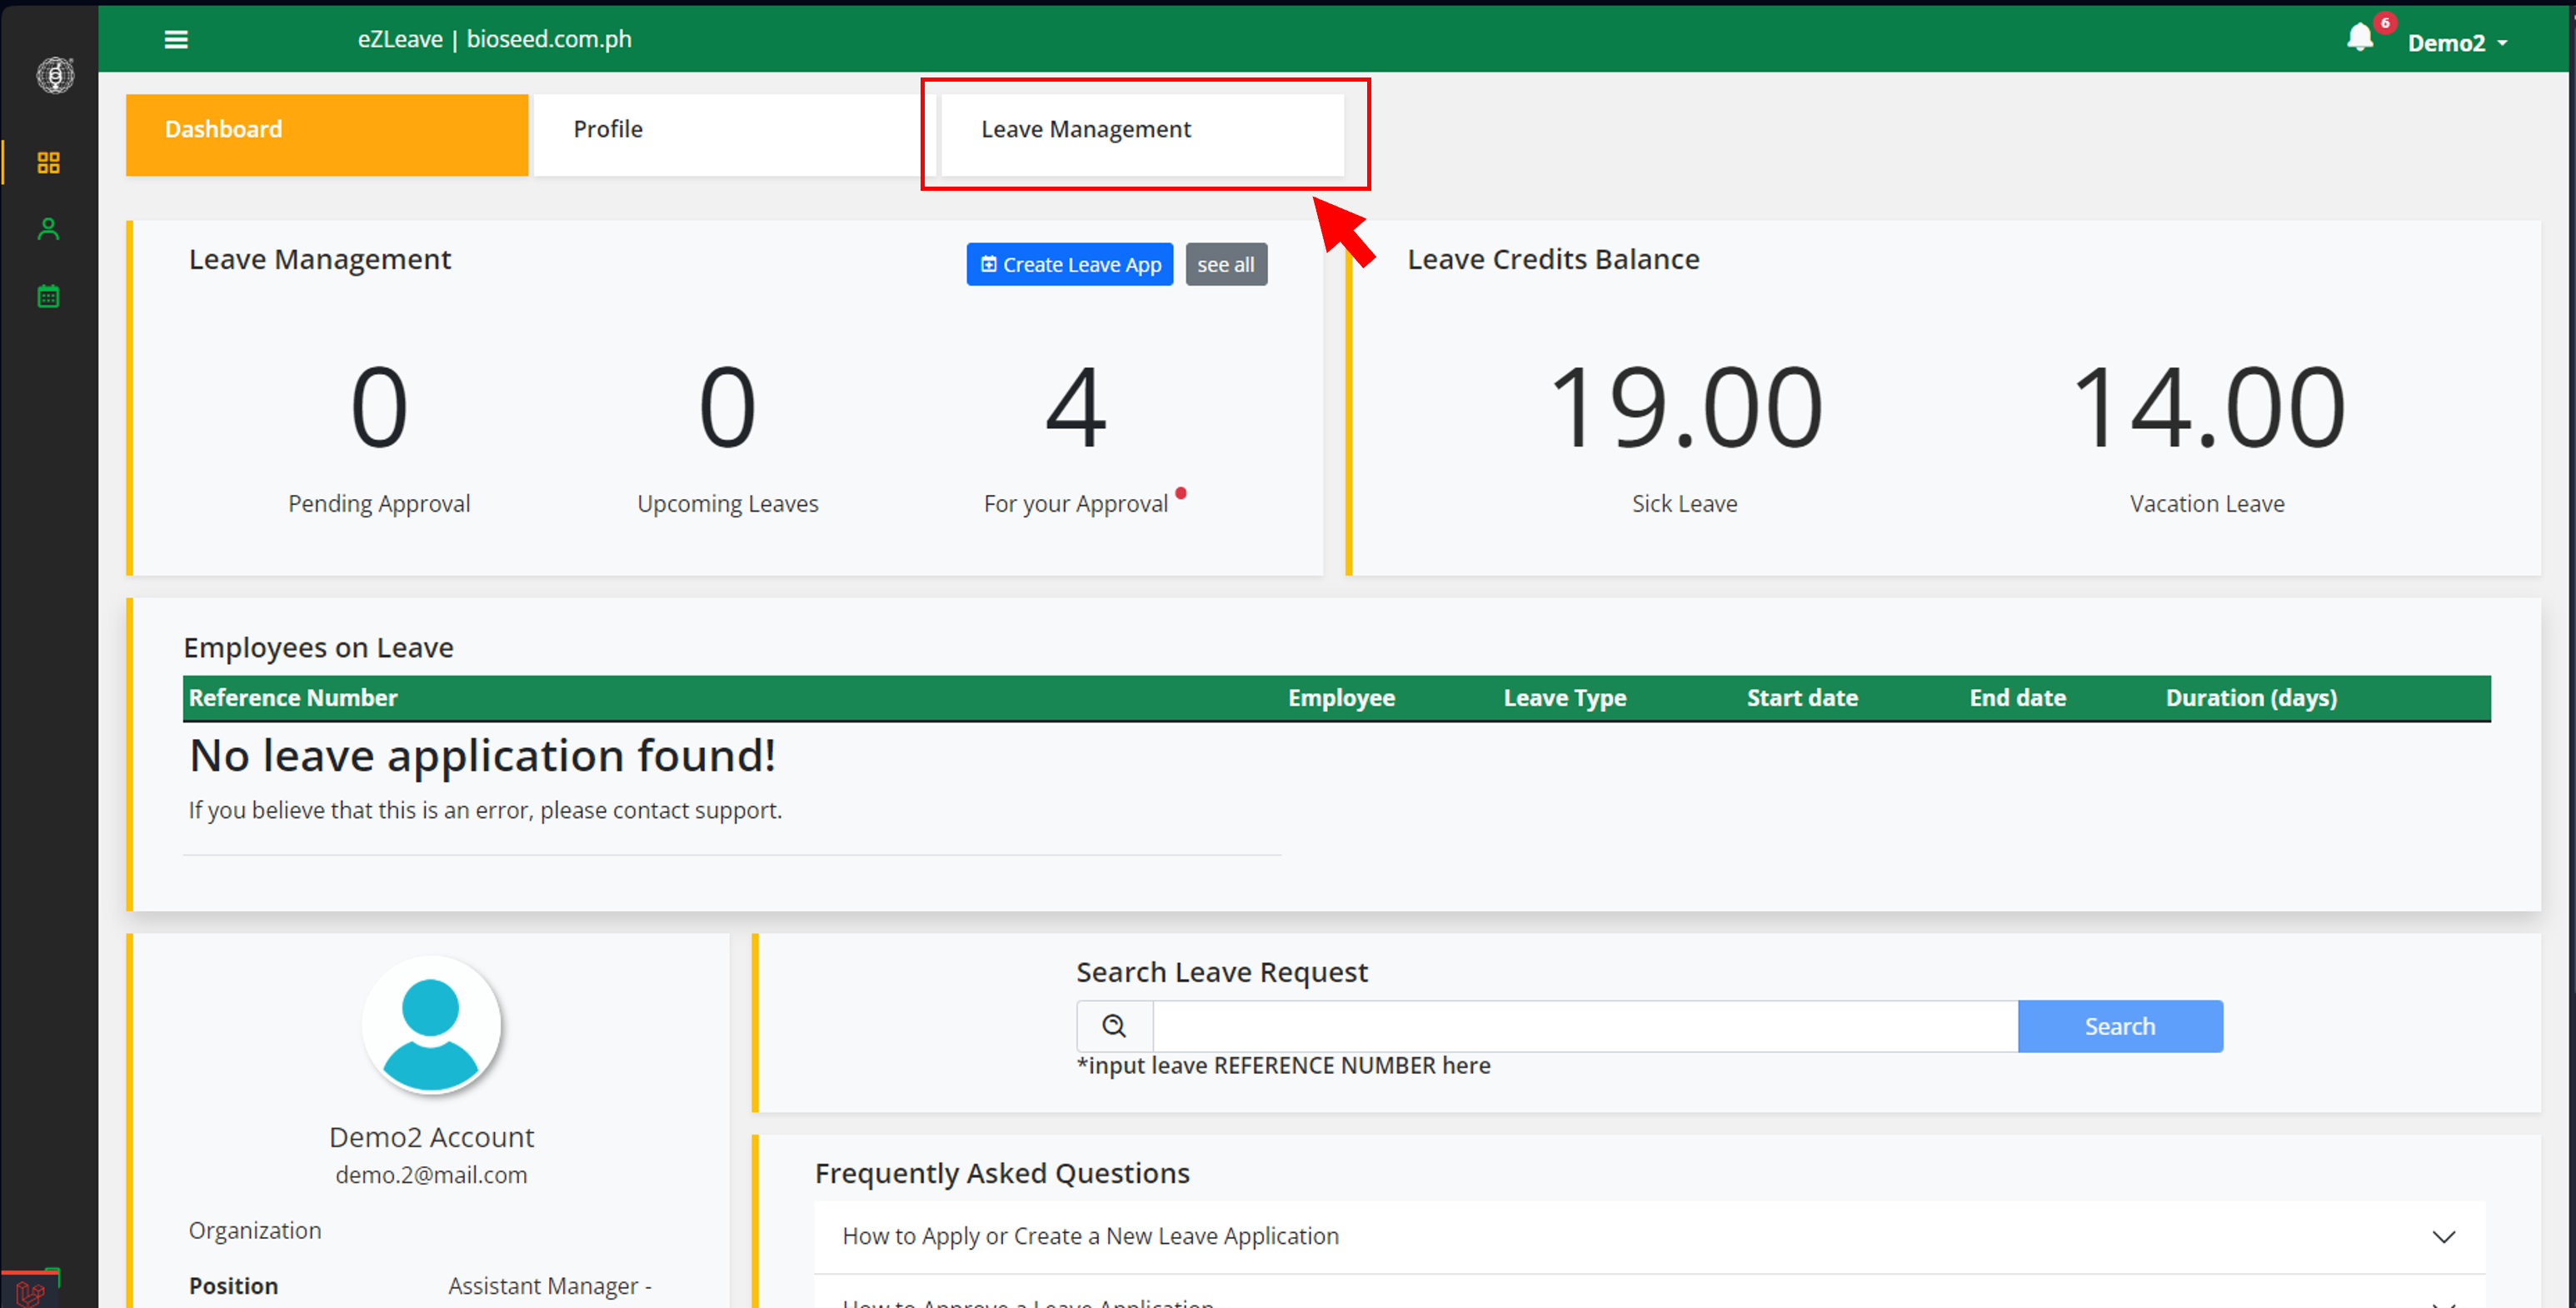 eZLeave | bioseed.com.ph
6
Demo2
Dashboard
Profile
Leave Management
Leave Management
Create Leave App
see all
Leave Credits Balance
0
0
4
19.00
14.00
Pending Approval
Upcoming Leaves
For your Approval
Sick Leave
Vacation Leave
Employees on Leave
Reference Number
Employee
Leave Type
Start date
End date
Duration (days)
No leave application found!
If you believe that this is an error, please contact support.
Search Leave Request
Search
*input leave REFERENCE NUMBER here
Demo2 Account
demo.2@mail.com
Organization
Position
Assistant Manager -
Frequently Asked Questions
How to Apply or Create a New Leave Application
How to Approve a Leave Application